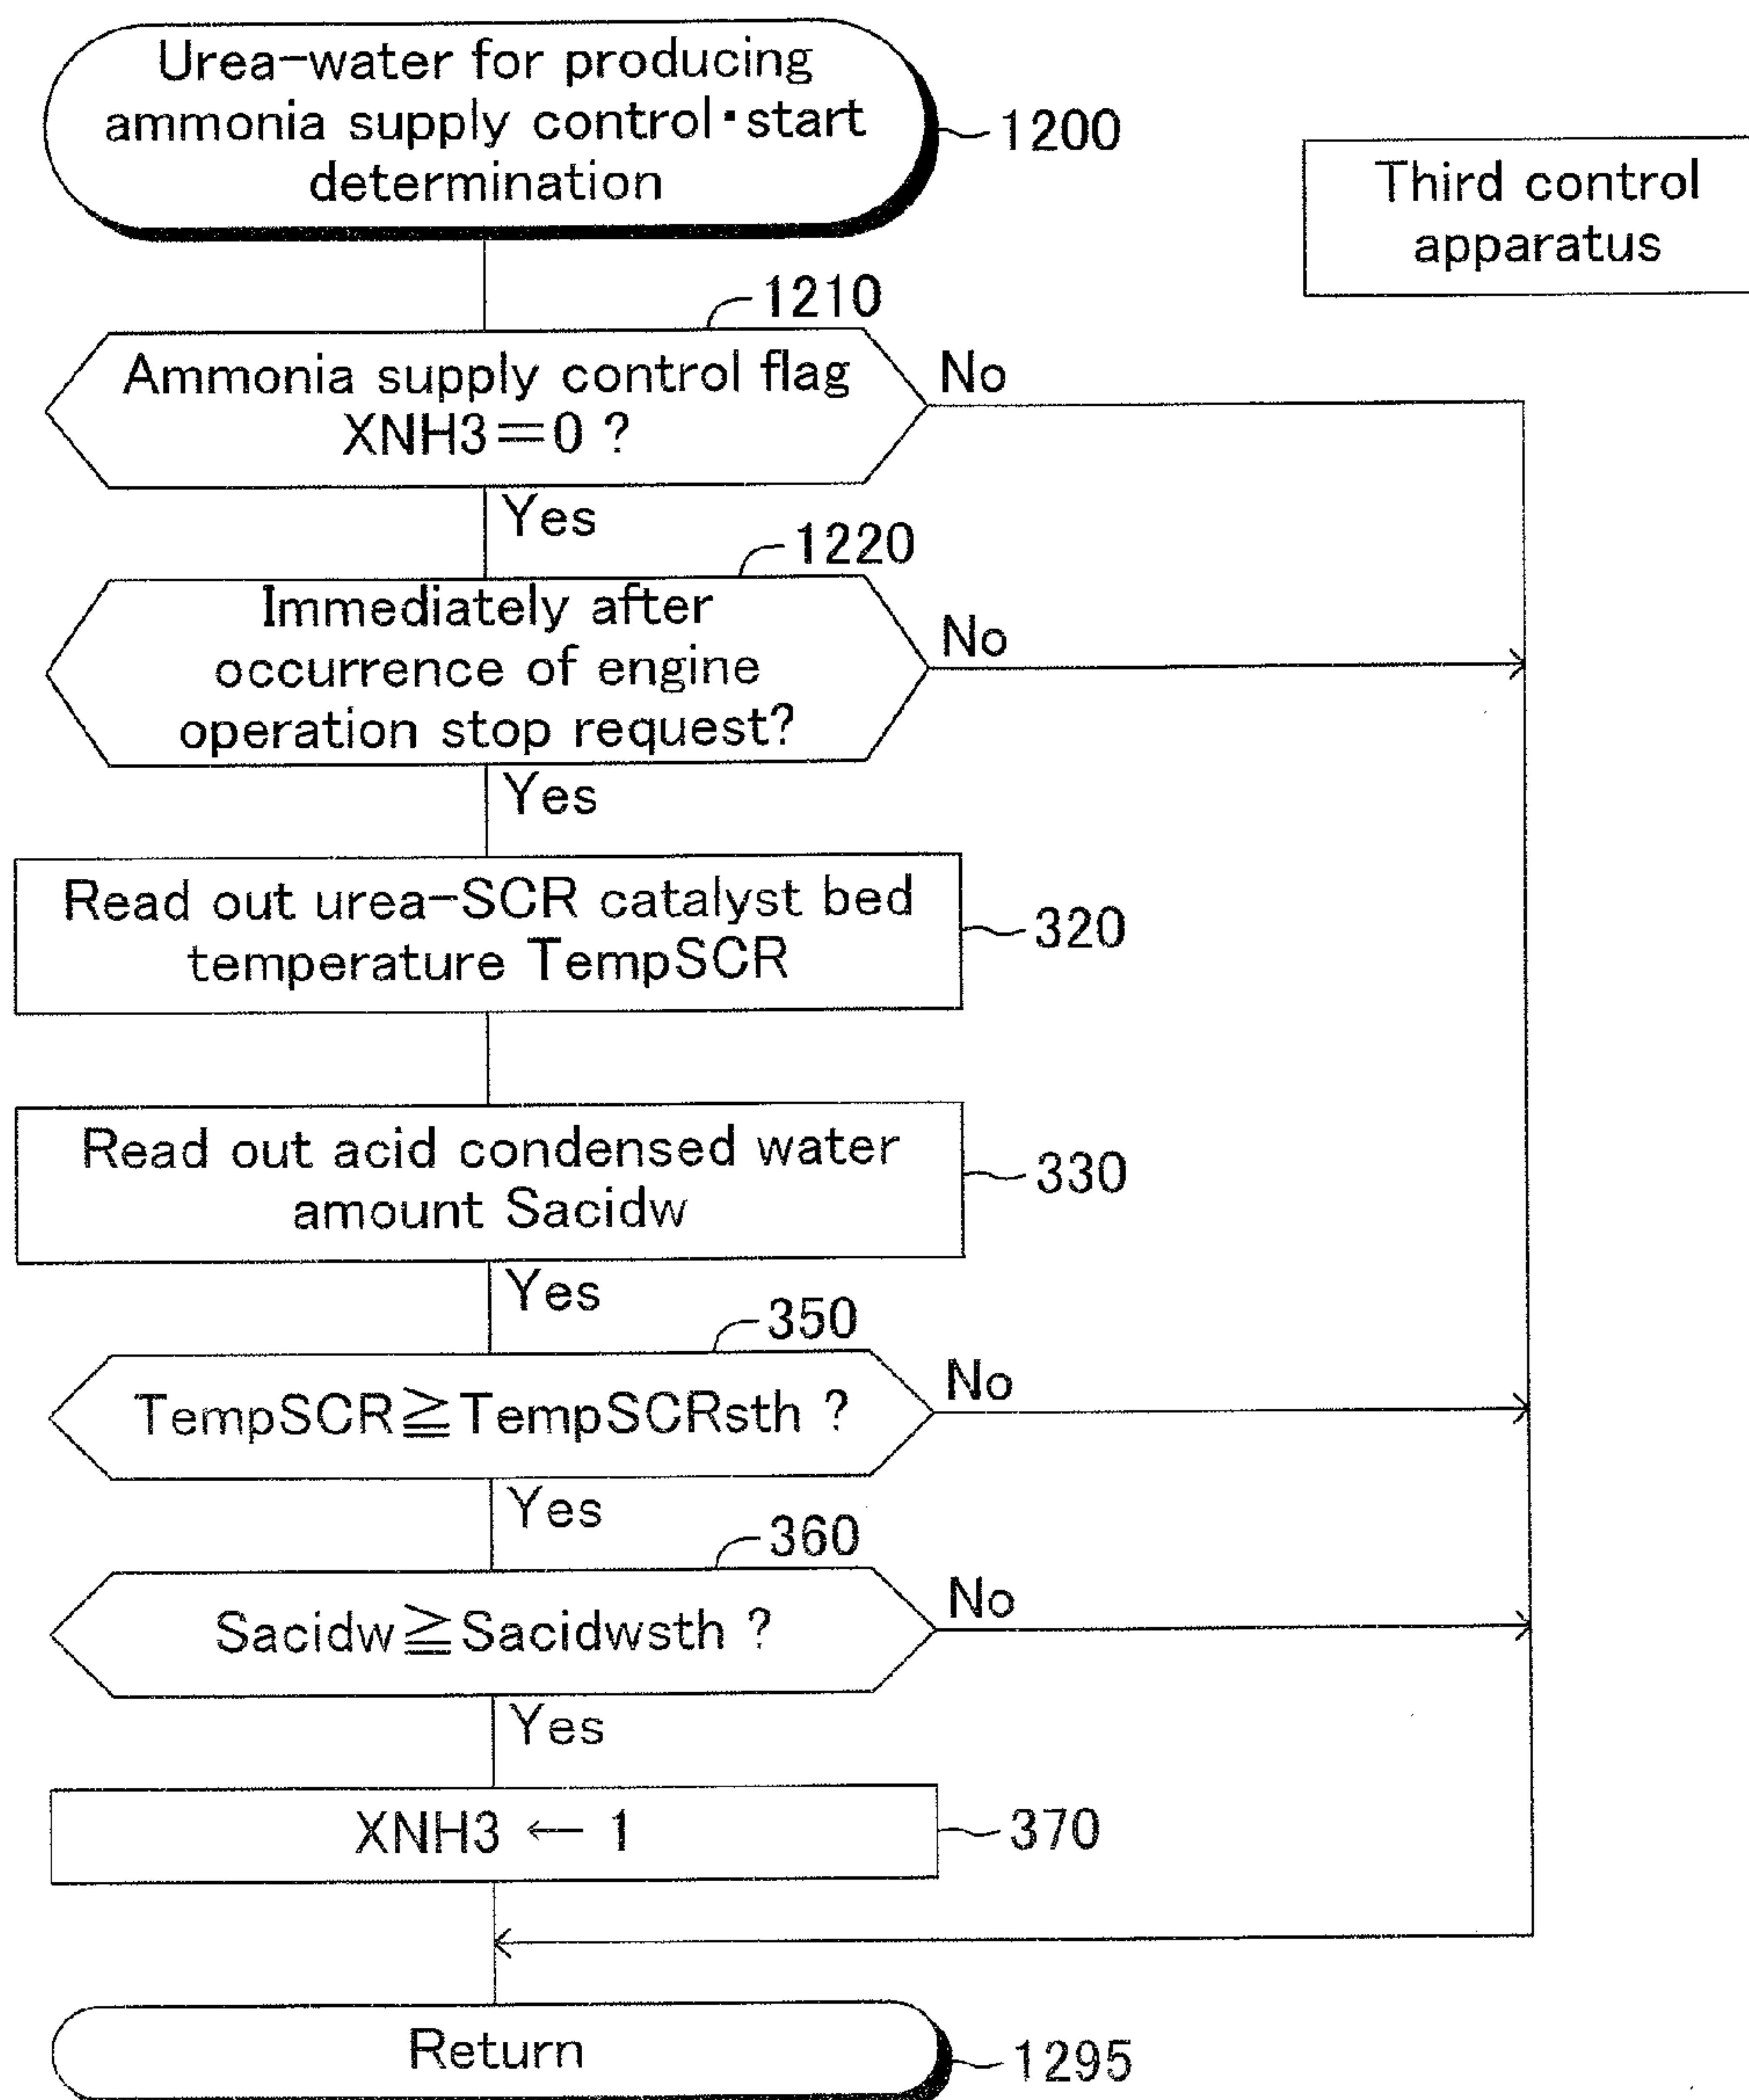 Urea-water for producing
ammonia supply control・start
determination
1200
Third control
apparatus
1210
Ammonia supply control flag
XNH3=0 ?
No
Yes
1220
Immediately after
occurrence of engine
operation stop request?
No
Yes
Read out urea-SCR catalyst bed
temperature TempSCR
320
Read out acid condensed water
amount Sacidw
330
Yes
350
TempSCR≧TempSCRsth ?
No
Yes
360
Sacidw≧Sacidwsth ?
No
Yes
XNH3 ← 1
370
Return
1295